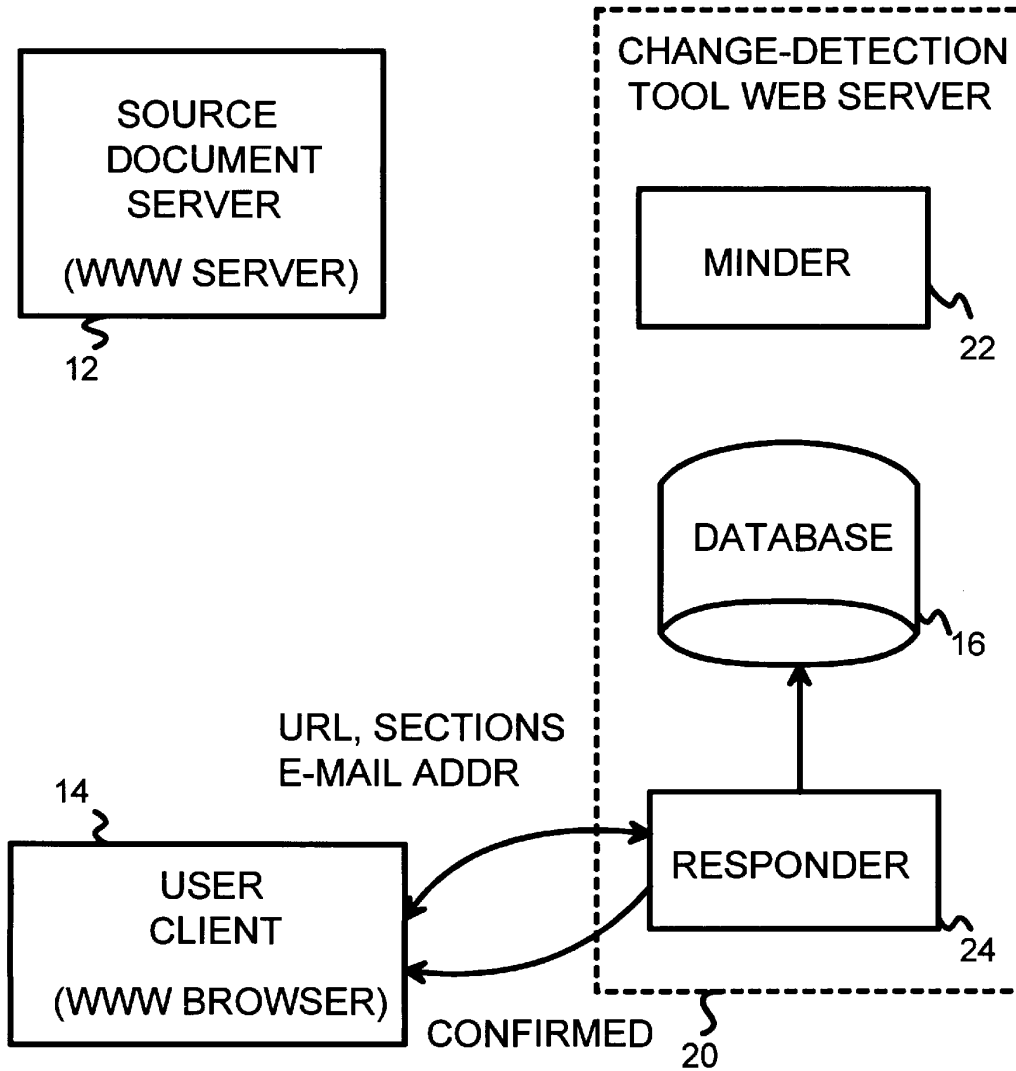 SOURCE
DOCUMENT
SERVER
(WWW SERVER)
12
CHANGE-DETECTION
TOOL WEB SERVER
MINDER
22
DATABASE
16
URL, SECTIONS
E-MAIL ADDR
14
USER
CLIENT
(WWW BROWSER)
RESPONDER
24
CONFIRMED
20